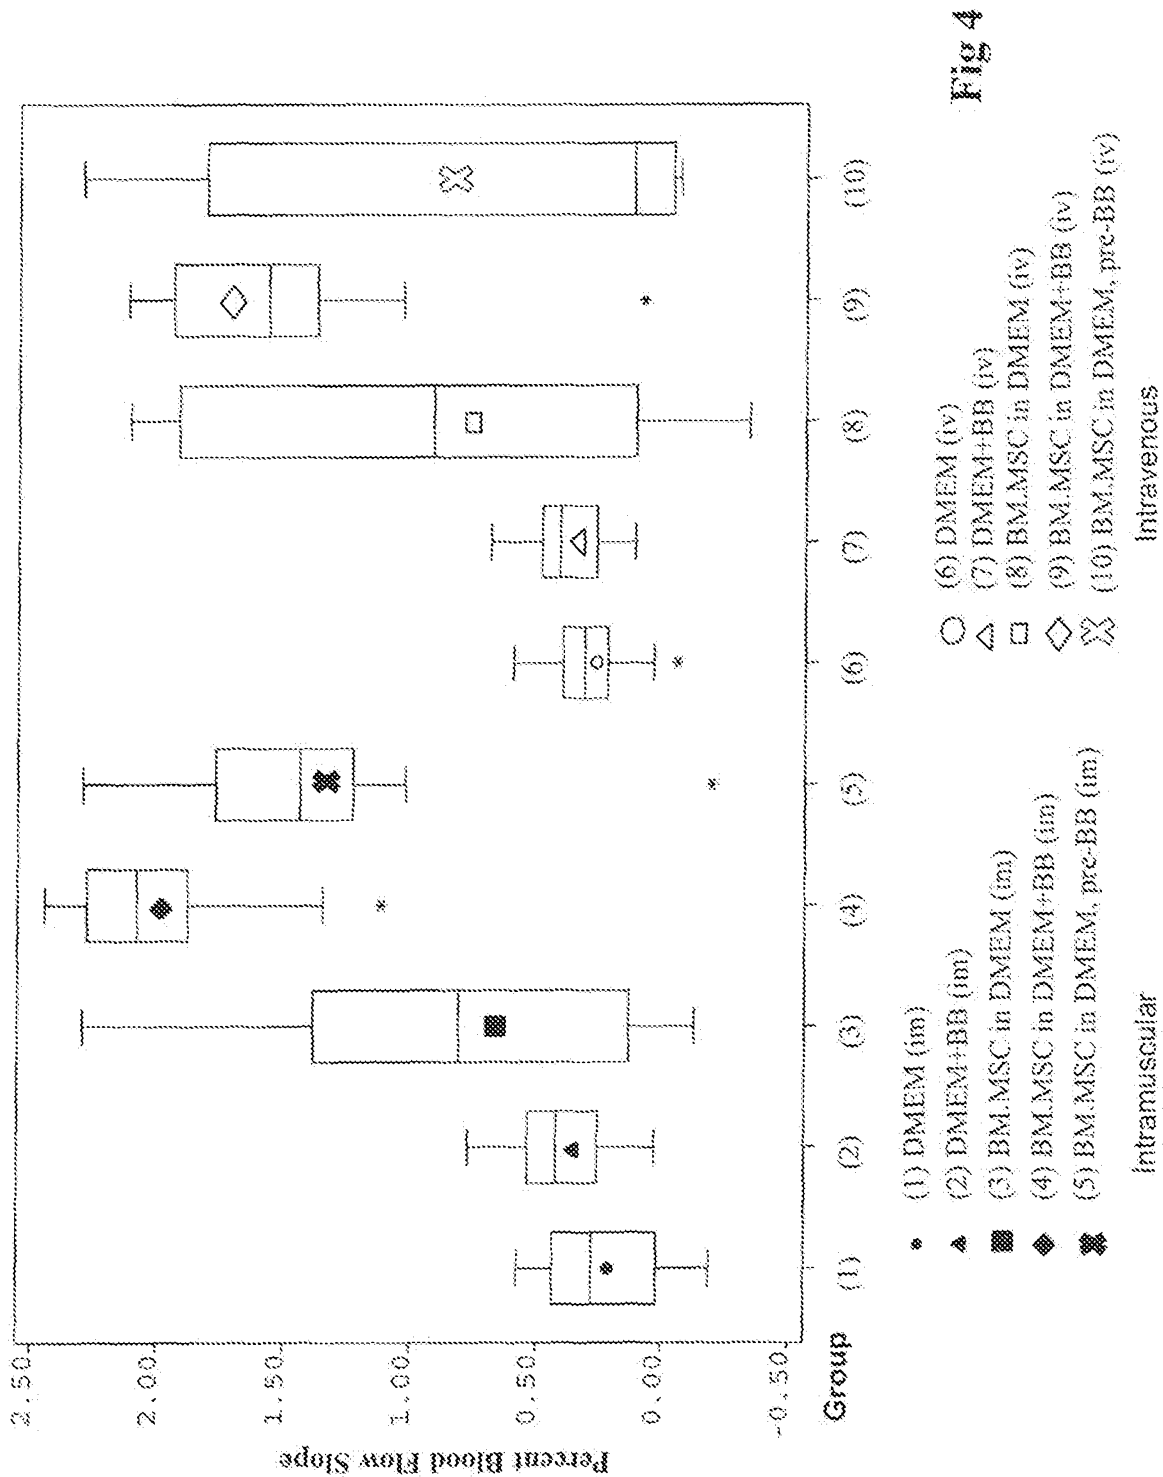 Percent Blood Flow Slope
2.50
2.00
1.50
1.00
0.50
0.00
-0.50
Group
(1)
(2)
(3)
(4)
(5)
(6)
(7)
(8)
(9)
(10)
(1) DMEM (im)
(2) DMEM+BB (im)
(3) BM.MSC in DMEM (im)
(4) BM.MSC in DMEM+BB (im)
(5) BM.MSC in DMEM, pre-BB (im)
Intramuscular
(6) DMEM (iv)
(7) DMEM+BB (iv)
(8) BM.MSC in DMEM (iv)
(9) BM.MSC in DMEM+BB (iv)
(10) BM.MSC in DMEM, pre-BB (iv)
Intravenous
Fig 4